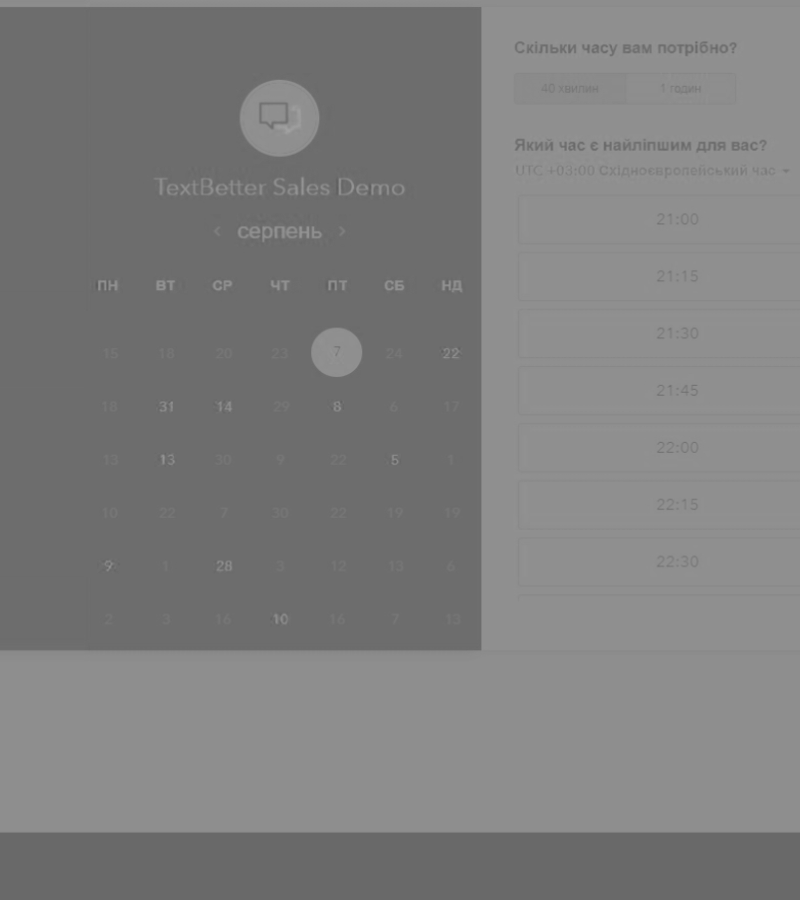 TextBetter Sales Demo
‹ серпень ›
ПН ВТ СР ЧТ ПТ СБ НД
15 18 20 23 7 24 22
18 31 14 29 8 6 17
13 13 30 9 22 5 1
10 22 7 30 22 19 19
9 1 28 3 12 13 6
2 3 16 10 16 7 13
Скільки часу вам потрібно?
40 хвилин 1 годин
Який час є найліпшим для вас?
UTC +03:00 Східноєвропейський час
21:00
21:15
21:30
21:45
22:00
22:15
22:30